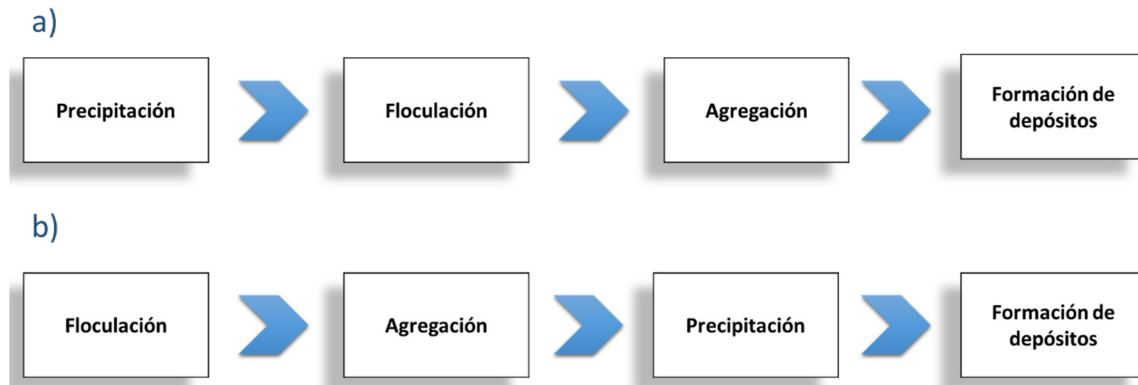 a)
Precipitación
Floculación
Agregación
Formación de
depósitos
b)
Floculación
Agregación
Precipitación
Formación de
depósitos